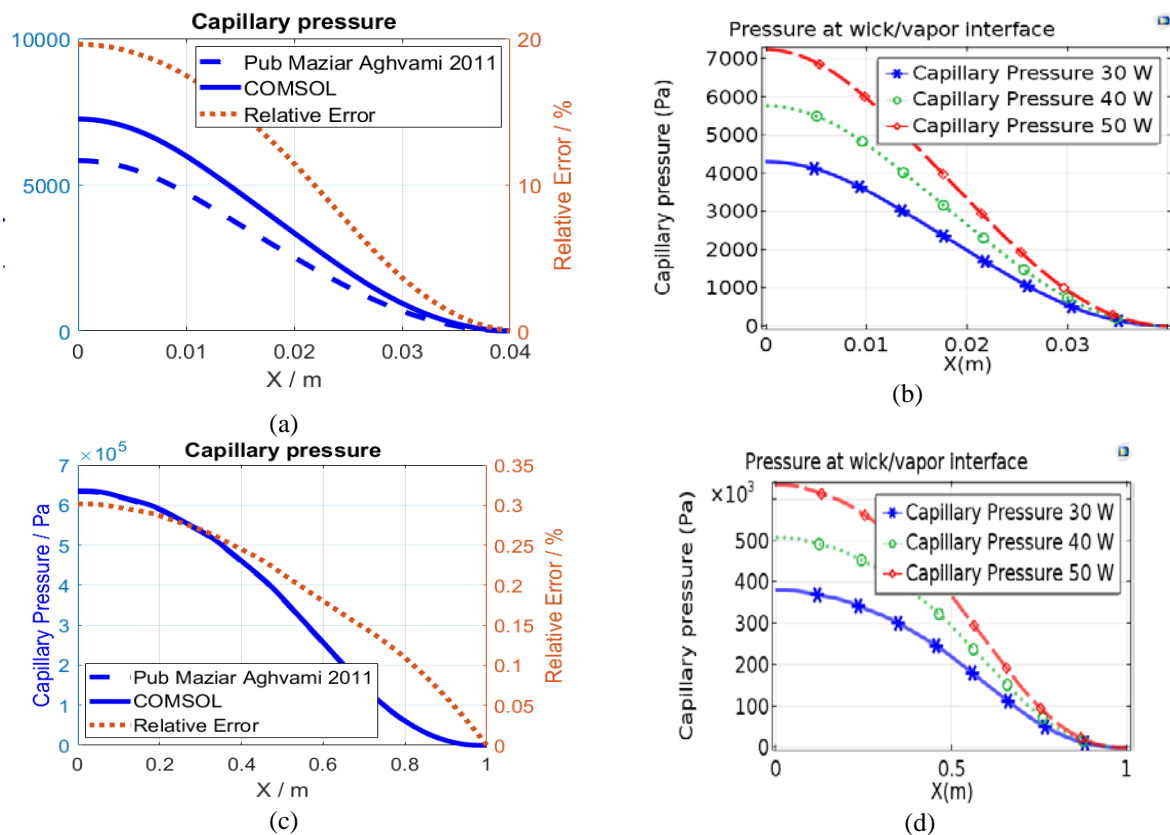 Capillary pressure
10000
5000
0
20
10
0
Pub Maziar Aghvami 2011
COMSOL
Relative Error
Relative Error / %
0 0.01 0.02 0.03 0.04
X / m
(a)
Pressure at wick/vapor interface
Capillary pressure (Pa)
7000
6000
5000
4000
3000
2000
1000
0
Capillary Pressure 30 W
Capillary Pressure 40 W
Capillary Pressure 50 W
0 0.01 0.02 0.03
X(m)
(b)
Capillary pressure
×10⁵
Capillary Pressure / Pa
7
6
5
4
3
2
1
0
0.35
0.30
0.25
0.20
0.15
0.10
0.05
0
Relative Error / %
Pub Maziar Aghvami 2011
COMSOL
Relative Error
0 0.2 0.4 0.6 0.8 1
X / m
(c)
Pressure at wick/vapor interface
×10³
Capillary pressure (Pa)
500
400
300
200
100
0
Capillary Pressure 30 W
Capillary Pressure 40 W
Capillary Pressure 50 W
0 0.5 1
X(m)
(d)